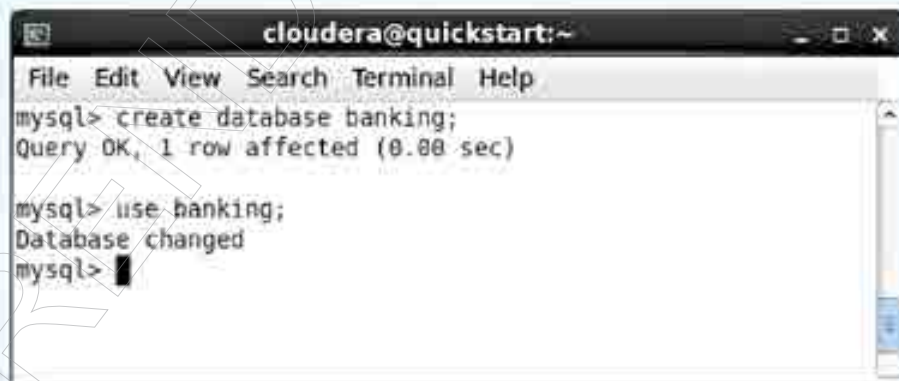 cloudera@quickstart:~
File Edit View Search Terminal Help
mysql> create database banking;
Query OK, 1 row affected (0.00 sec)
mysql> use banking;
Database changed
mysql>